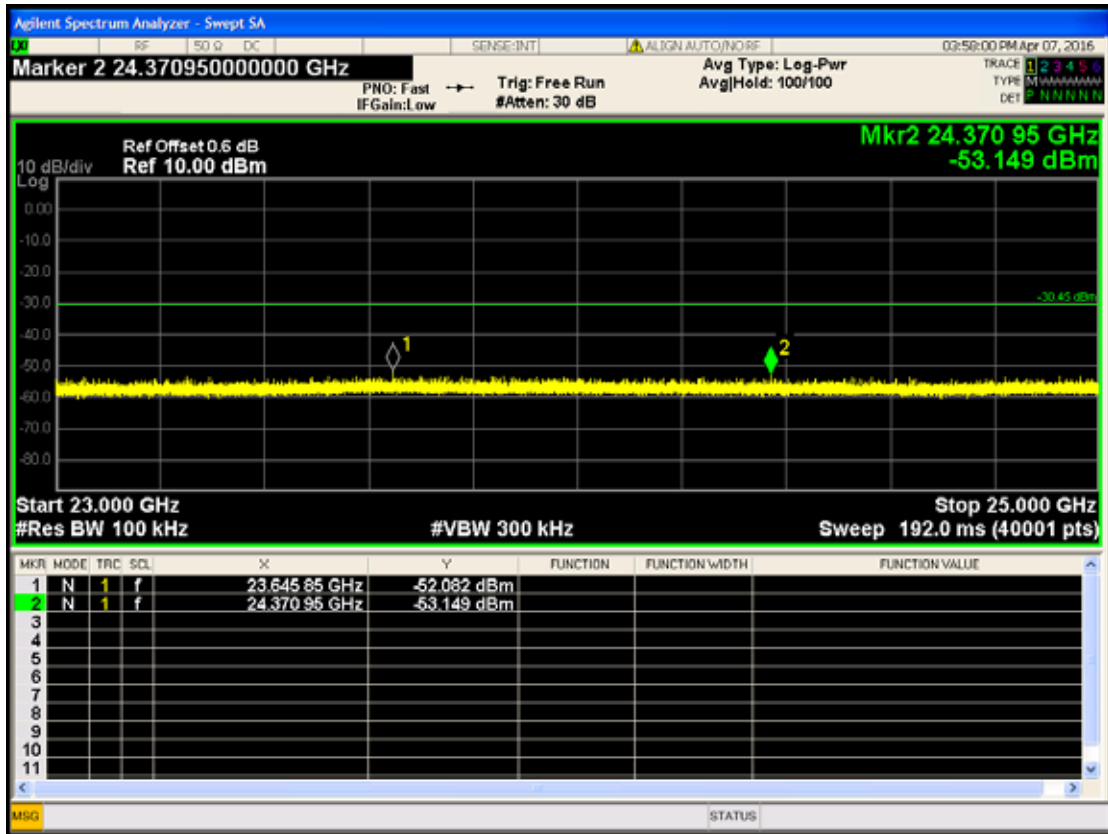 Agilent Spectrum Analyzer - Swept SA
RF 50 Ω DC SENSE:INT ALIGN AUTO/NO RF 03:58:00 PM Apr 07, 2016
Marker 2 24.370950000000 GHz
PNO: Fast
IFGain:Low
Trig: Free Run
#Atten: 30 dB
Avg Type: Log-Pwr
Avg|Hold: 100/100
TRACE 1 2 3 4 5 6
TYPE M
DET P N N N N N
Mkr2 24.370 95 GHz
-53.149 dBm
Ref Offset 0.6 dB
10 dB/div Ref 10.00 dBm
Log
0.00
-10.0
-20.0
-30.0
-30.45 dBm
-40.0
1
2
-50.0
-60.0
-70.0
-80.0
Start 23.000 GHz Stop 25.000 GHz
#Res BW 100 kHz #VBW 300 kHz Sweep 192.0 ms (40001 pts)
MKR MODE TRC SCL X Y FUNCTION FUNCTION WIDTH FUNCTION VALUE
1 N 1 f 23.645 85 GHz -52.082 dBm
2 N 1 f 24.370 95 GHz -53.149 dBm
3
4
5
6
7
8
9
10
11
MSG STATUS